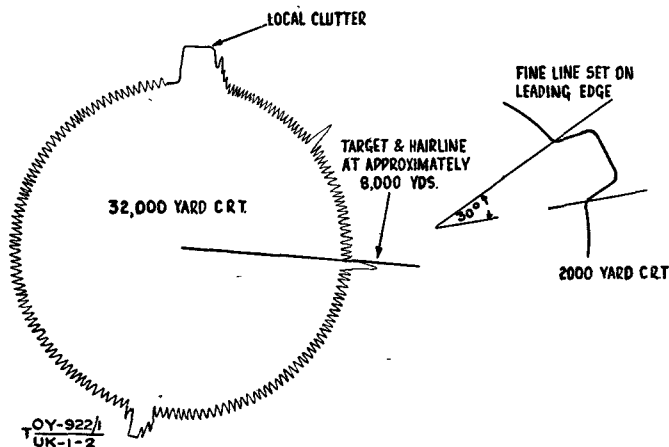 LOCAL CLUTTER
FINE LINE SET ON
LEADING EDGE
TARGET & HAIRLINE
AT APPROXIMATELY
8,000 YDS.
32,000 YARD C.R.T.
30°
2000 YARD C.R.T
TOY-922/1
UK-1-2